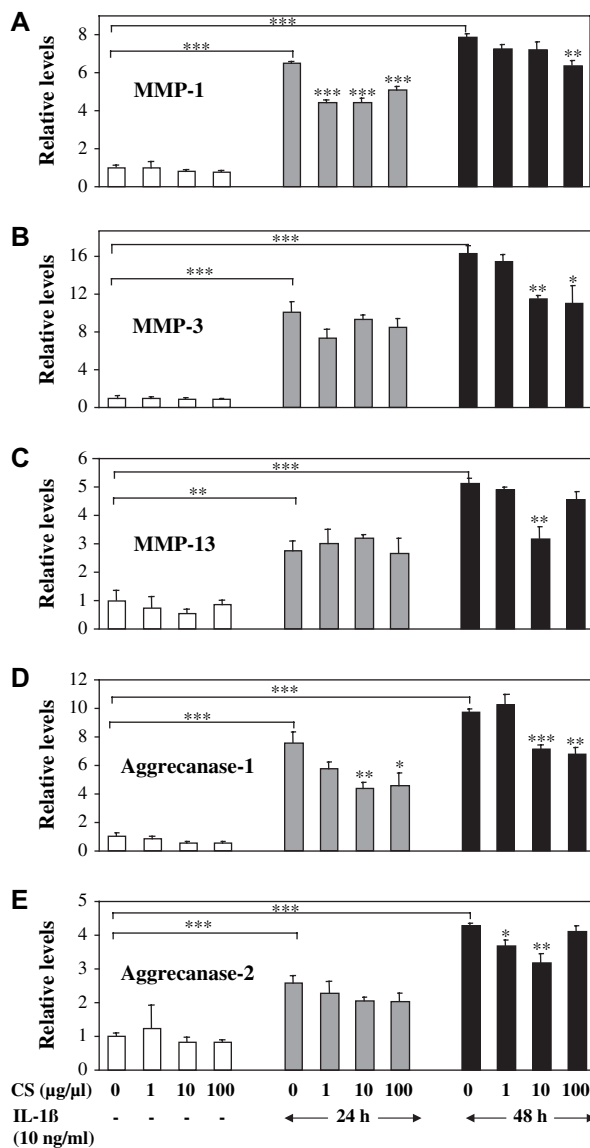 A
Relative levels
8
6
4
2
0
MMP-1
***
***
*** *** ***
**
B
Relative levels
16
12
8
4
0
MMP-3
***
***
** *
C
Relative levels
6
5
4
3
2
1
0
MMP-13
***
**
**
D
Relative levels
12
10
8
6
4
2
0
Aggrecanase-1
***
***
** *
*** **
E
Relative levels
5
4
3
2
1
0
Aggrecanase-2
***
***
* **
CS (µg/µl) 0 1 10 100 0 1 10 100 0 1 10 100
IL-1ß - - - - 24 h 48 h
(10 ng/ml)